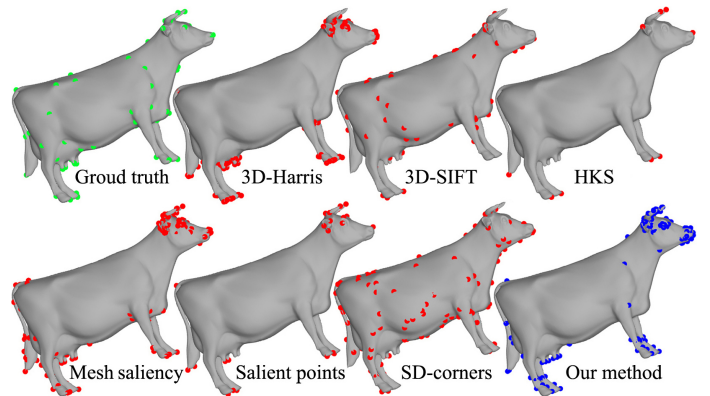 Groud truth
3D-Harris
3D-SIFT
HKS
Mesh saliency
Salient points
SD-corners
Our method